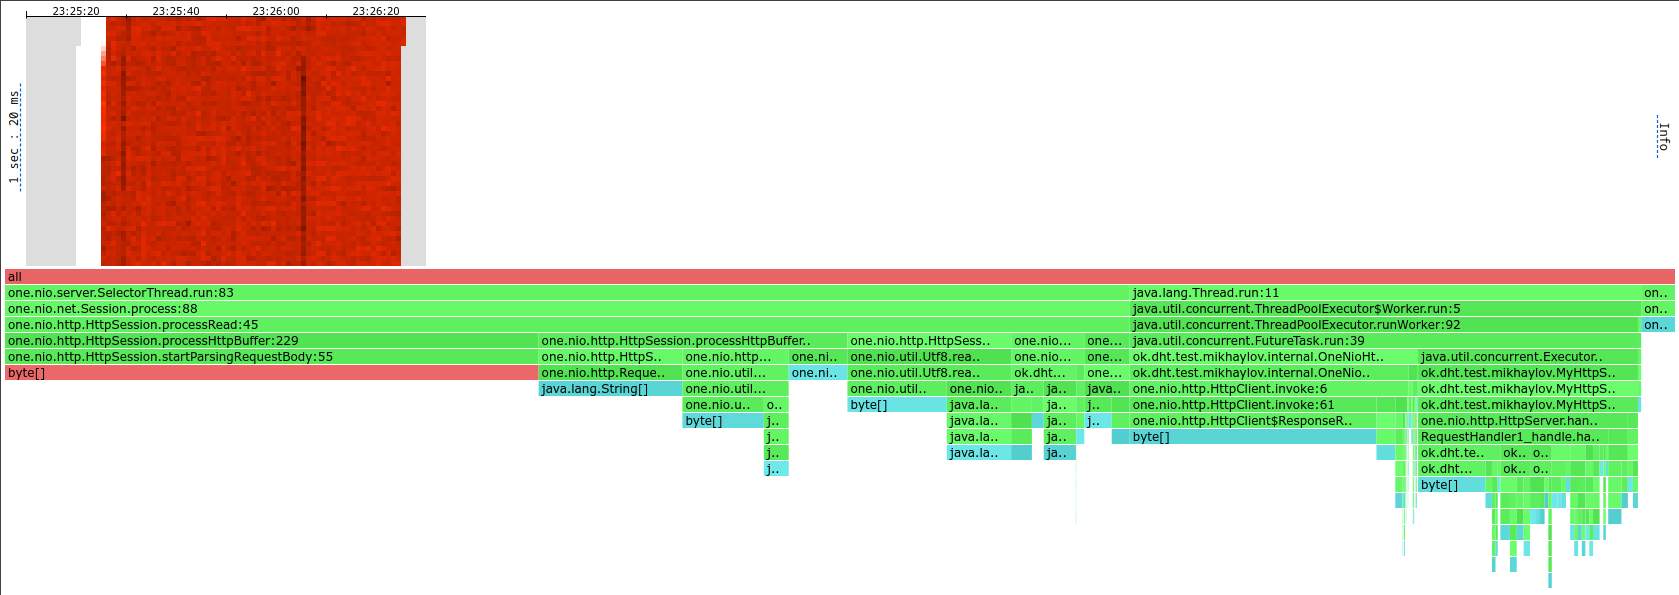 23:25:20 23:25:40 23:26:00 23:26:20
1 sec : 20 ms
Info
all
one.nio.server.SelectorThread.run:83 java.lang.Thread.run:11 on..
one.nio.net.Session.process:88 java.util.concurrent.ThreadPoolExecutor$Worker.run:5 on..
one.nio.http.HttpSession.processRead:45 java.util.concurrent.ThreadPoolExecutor.runWorker:92 on..
one.nio.http.HttpSession.processHttpBuffer:229 one.nio.http.HttpSession.processHttpBuffer.. one.nio.http.HttpSess.. one.nio... one... java.util.concurrent.FutureTask.run:39
one.nio.http.HttpSession.startParsingRequestBody:55 one.nio.http.HttpS.. one.nio.http... one.ni.. one.nio.util.Utf8.rea.. one.nio... one... ok.dht.test.mikhaylov.internal.OneNioHt.. java.util.concurrent.Executor..
byte[] one.nio.http.Reque.. one.nio.util... one.ni.. one.nio.util.Utf8.rea.. ok.dht... one... ok.dht.test.mikhaylov.internal.OneNio.. ok.dht.test.mikhaylov.MyHttpS..
java.lang.String[] one.nio.util... one.nio.util.. one.nio.. ja.. ja.. java.. one.nio.http.HttpClient.invoke:6 ok.dht.test.mikhaylov.MyHttpS..
one.nio.u.. o.. byte[] java.la.. ja.. j.. one.nio.http.HttpClient.invoke:61 ok.dht.test.mikhaylov.MyHttpS..
byte[] j.. java.la.. ja.. j.. one.nio.http.HttpClient$ResponseR.. one.nio.http.HttpServer.han..
j.. java.la.. ja.. byte[] RequestHandler1_handle.ha..
j.. java.la.. ja.. ok.dht.te.. ok.. o..
j.. ok.dht... ok.. o..
byte[]